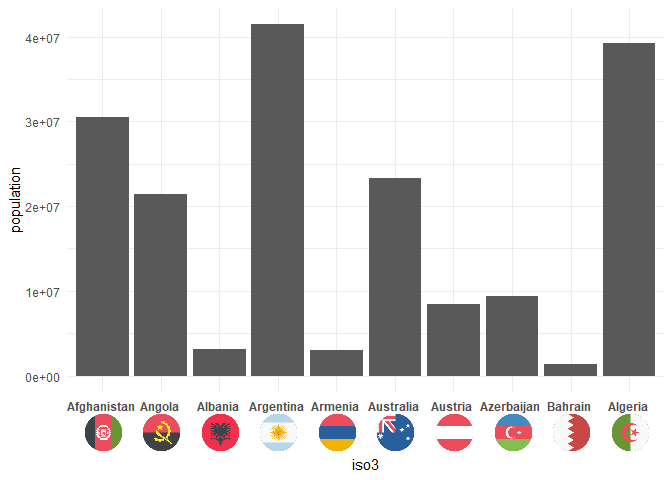 population
4e+07
3e+07
2e+07
1e+07
0e+00
Afghanistan Angola Albania Argentina Armenia Australia Austria Azerbaijan Bahrain Algeria
iso3